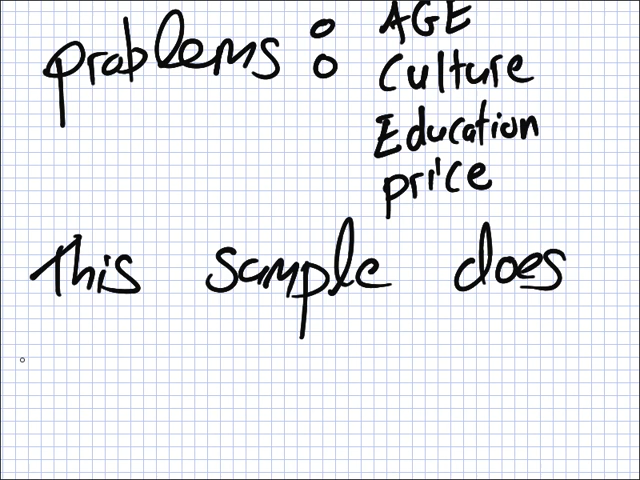 problems: AGE
Culture
Education
price
This sample does